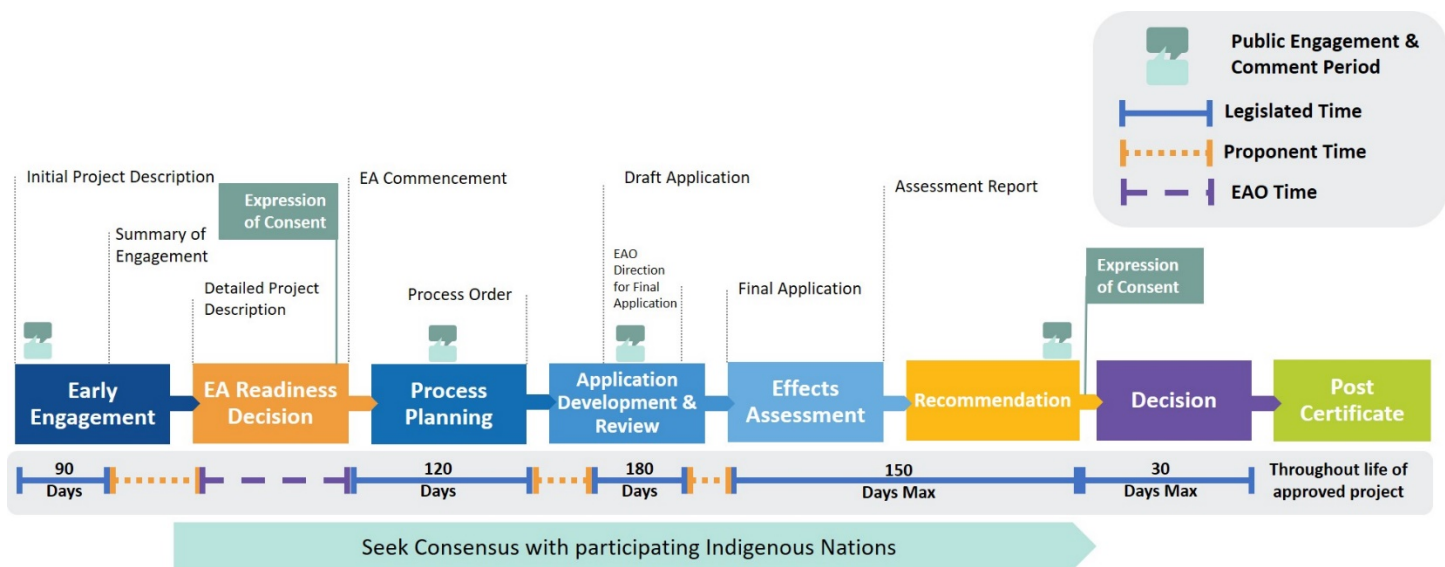 Public Engagement &
Comment Period
Legislated Time
Proponent Time
EAO Time
Initial Project Description
Summary of
Engagement
Detailed Project
Description
Expression
of Consent
EA Commencement
Process Order
Draft Application
EAO
Direction
for Final
Application
Final Application
Assessment Report
Expression
of Consent
Early
Engagement
EA Readiness
Decision
Process
Planning
Application
Development &
Review
Effects
Assessment
Recommendation
Decision
Post
Certificate
90
Days
120
Days
180
Days
150
Days Max
30
Days Max
Throughout life of
approved project
Seek Consensus with participating Indigenous Nations